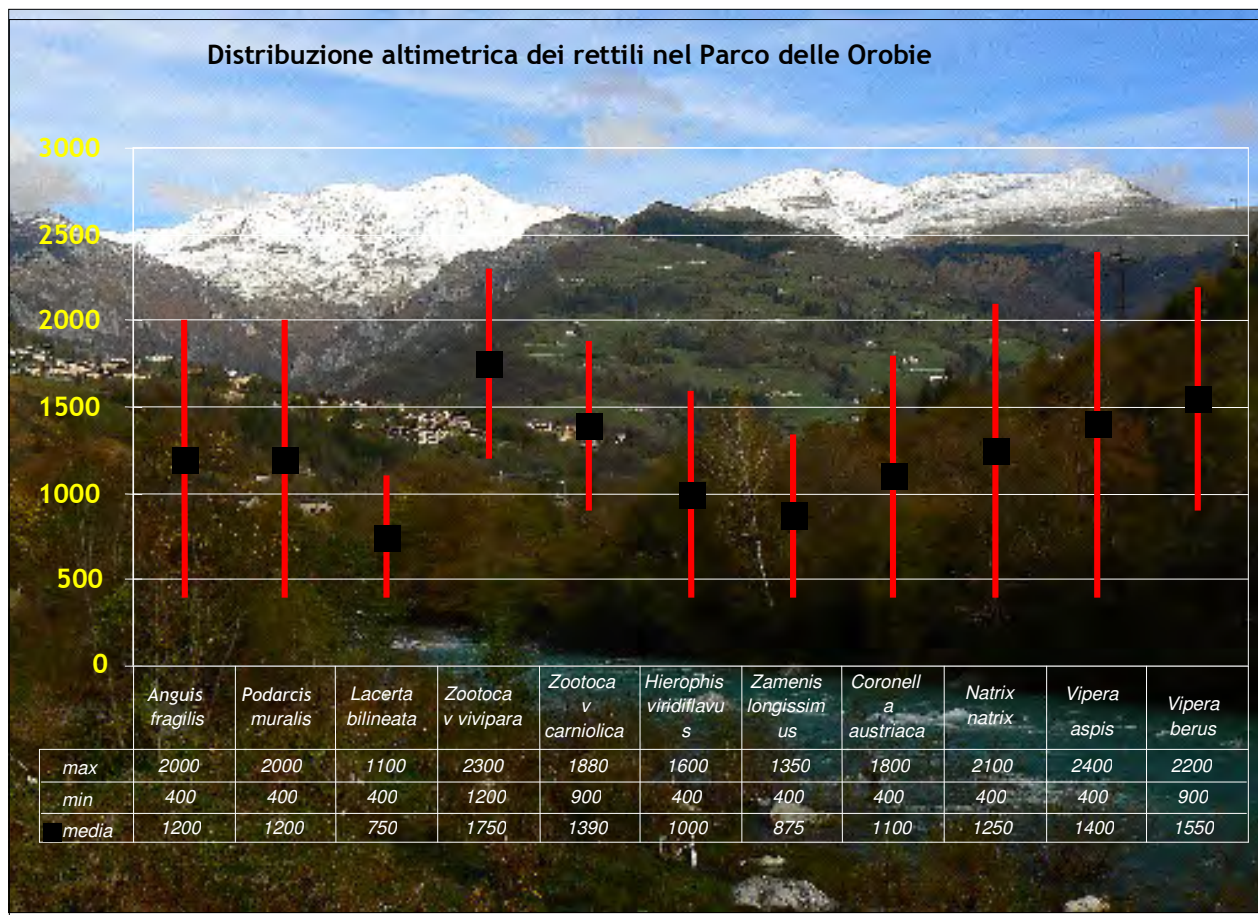 Distribuzione altimetrica dei rettili nel Parco delle Orobie
3000
2500
2000
1500
1000
500
0
Anguis fragilis
Podarcis muralis
Lacerta bilineata
Zootoca v vivipara
Zootoca v carniolica
Hierophis viridiflavu s
Zamenis longissim us
Coronell a austriaca
Natrix natrix
Vipera aspis
Vipera berus
max 2000 2000 1100 2300 1880 1600 1350 1800 2100 2400 2200
min 400 400 400 1200 900 400 400 400 400 400 900
media 1200 1200 750 1750 1390 1000 875 1100 1250 1400 1550